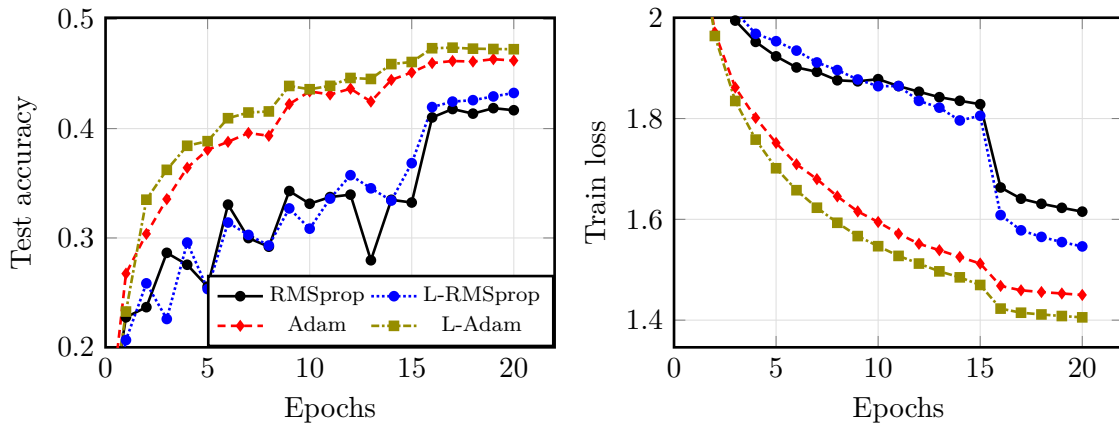 0.5
0.4
0.3
0.2
Test accuracy
0 5 10 15 20
Epochs
RMSprop L-RMSprop
Adam L-Adam
2
1.8
1.6
1.4
Train loss
0 5 10 15 20
Epochs